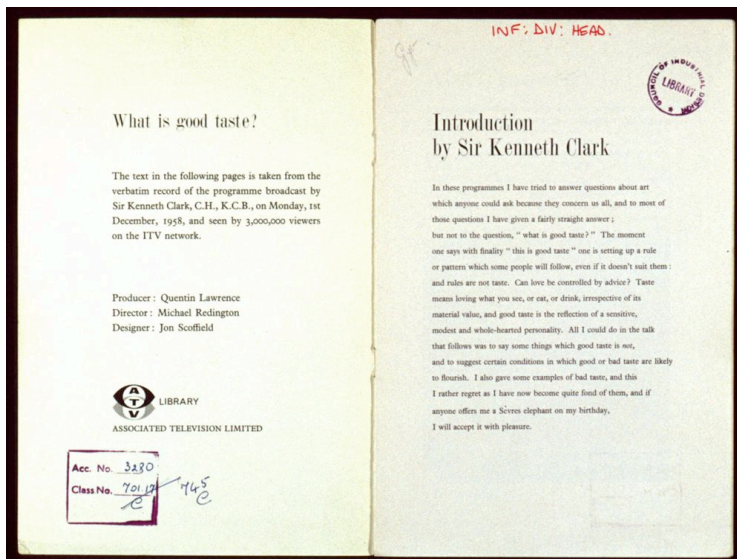 What is good taste?
The text in the following pages is taken from the
verbatim record of the programme broadcast by
Sir Kenneth Clark, C.H., K.C.B., on Monday, 1st
December, 1958, and seen by 3,000,000 viewers
on the ITV network.
Producer : Quentin Lawrence
Director : Michael Redington
Designer : Jon Scoffield
ATV LIBRARY
ASSOCIATED TELEVISION LIMITED
Acc. No. 3230
Class No. 701.17 745
C C
INF: DIV: HEAD.
COUNCIL OF INDUSTRIAL DESIGN
LIBRARY
Introduction
by Sir Kenneth Clark
In these programmes I have tried to answer questions about art
which anyone could ask because they concern us all, and to most of
those questions I have given a fairly straight answer ;
but not to the question, “ what is good taste? ” The moment
one says with finality “ this is good taste ” one is setting up a rule
or pattern which some people will follow, even if it doesn't suit them :
and rules are not taste. Can love be controlled by advice? Taste
means loving what you see, or eat, or drink, irrespective of its
material value, and good taste is the reflection of a sensitive,
modest and whole-hearted personality. All I could do in the talk
that follows was to say some things which good taste is not,
and to suggest certain conditions in which good or bad taste are likely
to flourish. I also gave some examples of bad taste, and this
I rather regret as I have now become quite fond of them, and if
anyone offers me a Sèvres elephant on my birthday,
I will accept it with pleasure.